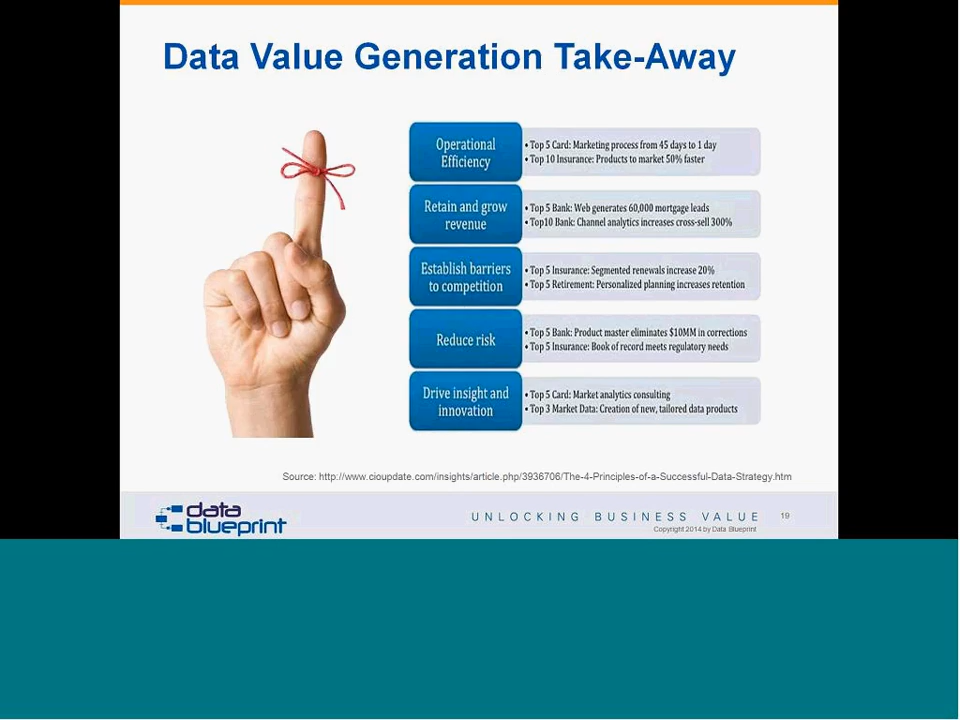 Data Value Generation Take-Away
Operational
Efficiency
• Top 5 Card: Marketing process from 45 days to 1 day
• Top 10 Insurance: Products to market 50% faster
Retain and grow
revenue
• Top 5 Bank: Web generates 60,000 mortgage leads
• Top10 Bank: Channel analytics increases cross-sell 300%
Establish barriers
to competition
• Top 5 Insurance: Segmented renewals increase 20%
• Top 5 Retirement: Personalized planning increases retention
Reduce risk
• Top 5 Bank: Product master eliminates $10MM in corrections
• Top 5 Insurance: Book of record meets regulatory needs
Drive insight and
innovation
• Top 5 Card: Market analytics consulting
• Top 3 Market Data: Creation of new, tailored data products
Source: http://www.cioupdate.com/insights/article.php/3936706/The-4-Principles-of-a-Successful-Data-Strategy.htm
data
blueprint
UNLOCKING BUSINESS VALUE
19
Copyright 2014 by Data Blueprint